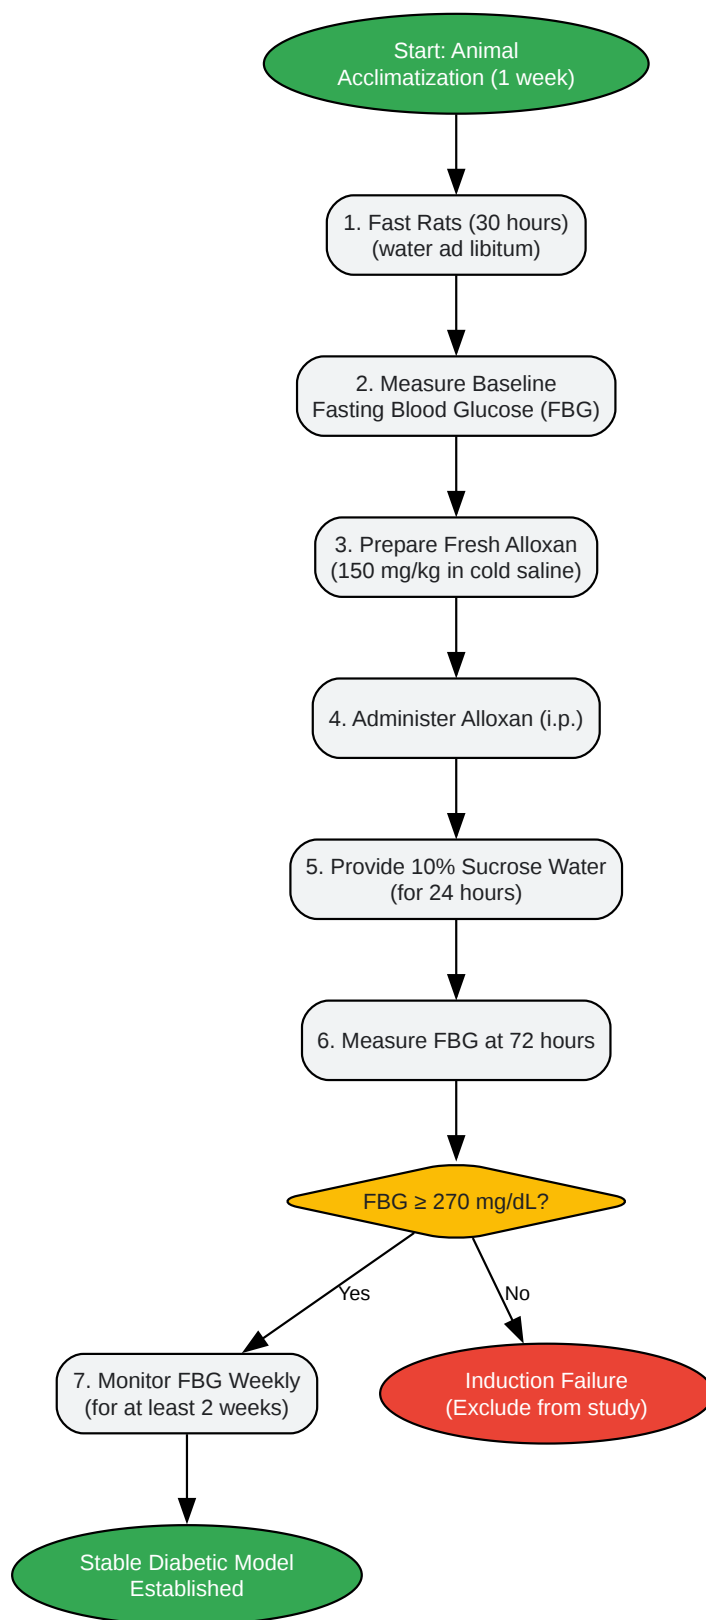 Start: Animal
Acclimatization (1 week)
1. Fast Rats (30 hours)
(water ad libitum)
2. Measure Baseline
Fasting Blood Glucose (FBG)
3. Prepare Fresh Alloxan
(150 mg/kg in cold saline)
4. Administer Alloxan (i.p.)
5. Provide 10% Sucrose Water
(for 24 hours)
6. Measure FBG at 72 hours
FBG ≥ 270 mg/dL?
Yes
No
7. Monitor FBG Weekly
(for at least 2 weeks)
Induction Failure
(Exclude from study)
Stable Diabetic Model
Established